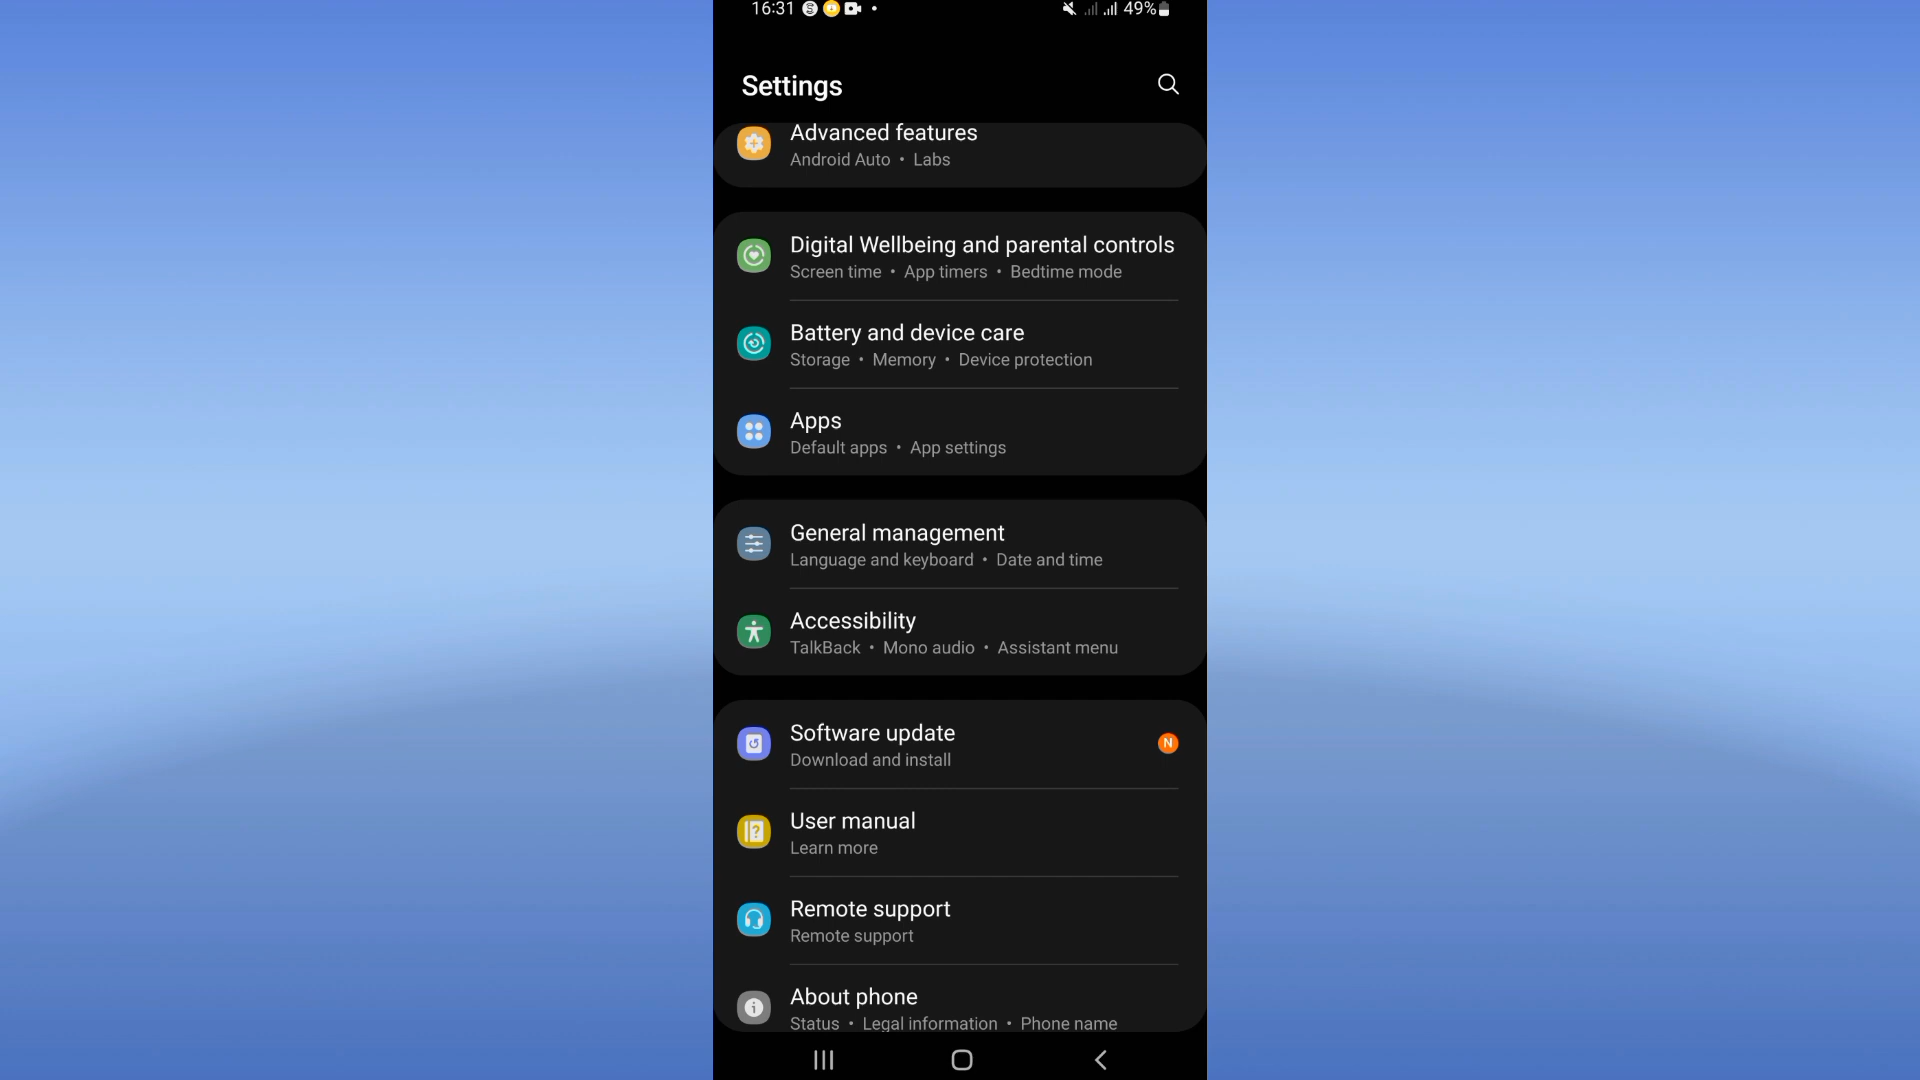 16:31
49%
Settings
Advanced features
Android Auto • Labs
Digital Wellbeing and parental controls
Screen time • App timers • Bedtime mode
Battery and device care
Storage • Memory • Device protection
Apps
Default apps • App settings
General management
Language and keyboard • Date and time
Accessibility
TalkBack • Mono audio • Assistant menu
Software update
N
Download and install
User manual
Learn more
Remote support
Remote support
About phone
Status • Legal information • Phone name